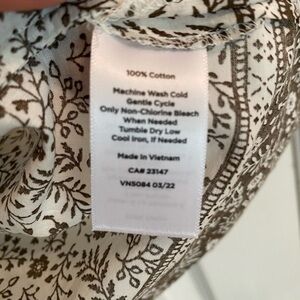 100% Cotton
Machine Wash Cold
Gentle Cycle
Only Non-Chlorine Bleach
When Needed
Tumble Dry Low
Cool Iron, If Needed
Made in Vietnam
CA# 23147
VN5084 03/22